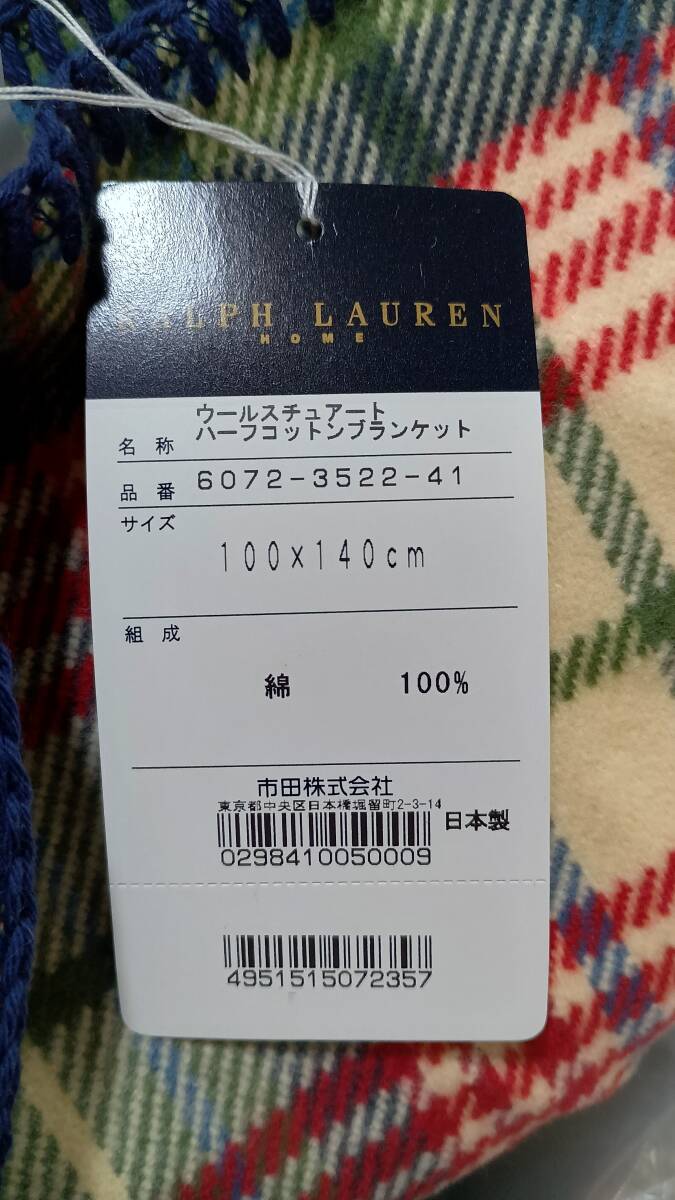 RALPH LAUREN
HOME
名称 ウールスチュアート
ハーフコットンブランケット
品番 6072-3522-41
サイズ
100×140cm
組成
綿 100%
市田株式会社
東京都中央区日本橋堀留町2-3-14
日本製
0298410050009
4951515072357